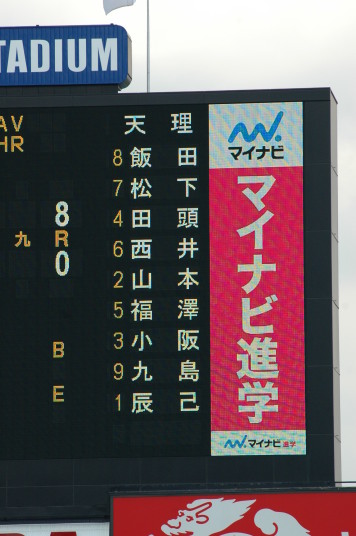 TADIUM
AV
HR
天理
8飯田
7松下
8
4田頭
九R
6西井
0
2山本
5福澤
B
3小阪
9九島
E
1辰己
マイナビ
マイナビ進学
マイナビ進学